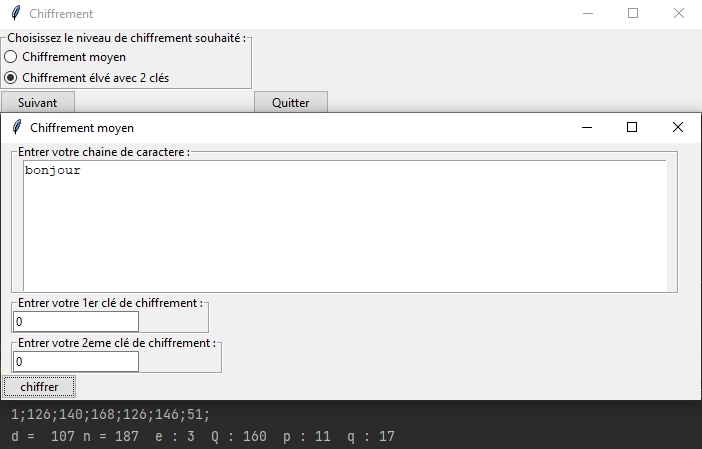 Chiffrement
Choisissez le niveau de chiffrement souhaité :
Chiffrement moyen
Chiffrement élvé avec 2 clés
Suivant Quitter
Chiffrement moyen
Entrer votre chaine de caractere :
bonjour
Entrer votre 1er clé de chiffrement :
0
Entrer votre 2eme clé de chiffrement :
0
chiffrer
1;126;140;168;126;146;51;
d =  107 n = 187  e : 3  Q : 160  p : 11  q : 17